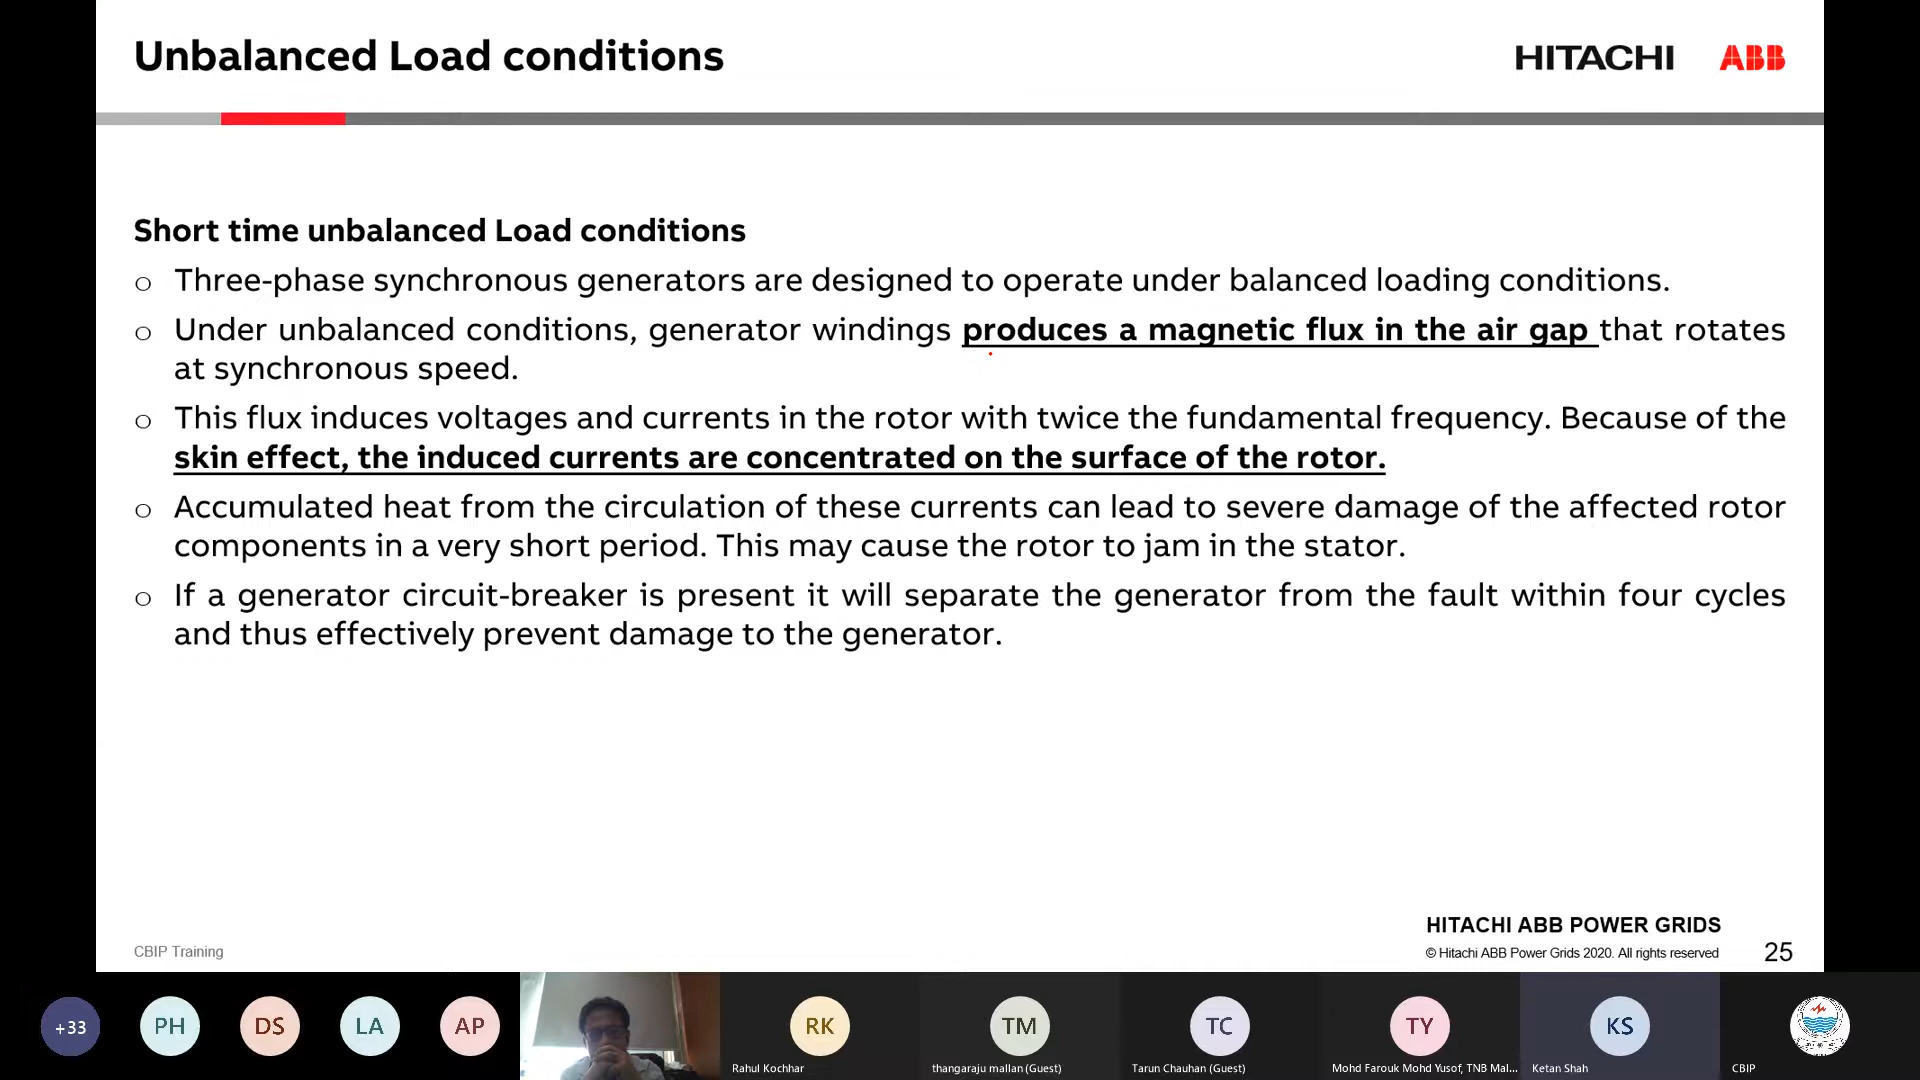 Unbalanced Load conditions
HITACHI ABB
Short time unbalanced Load conditions
o Three-phase synchronous generators are designed to operate under balanced loading conditions.
o Under unbalanced conditions, generator windings produces a magnetic flux in the air gap that rotates
at synchronous speed.
o This flux induces voltages and currents in the rotor with twice the fundamental frequency. Because of the
skin effect, the induced currents are concentrated on the surface of the rotor.
o Accumulated heat from the circulation of these currents can lead to severe damage of the affected rotor
components in a very short period. This may cause the rotor to jam in the stator.
o If a generator circuit-breaker is present it will separate the generator from the fault within four cycles
and thus effectively prevent damage to the generator.
HITACHI ABB POWER GRIDS
CBIP Training
© Hitachi ABB Power Grids 2020. All rights reserved
25
+33 PH DS LA AP RK TM TC TY KS
Rahul Kochhar
thangaraju mallan (Guest)
Tarun Chauhan (Guest)
Mohd Farouk Mohd Yusof, TNB Mal...
Ketan Shah
CBIP